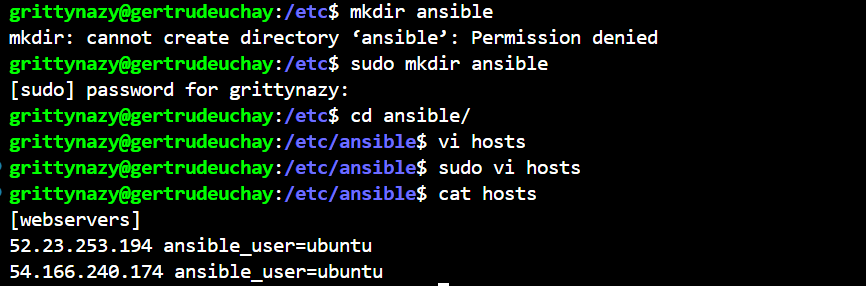 grittynazy@gertrudeuchay:/etc$ mkdir ansible
mkdir: cannot create directory ‘ansible’: Permission denied
grittynazy@gertrudeuchay:/etc$ sudo mkdir ansible
[sudo] password for grittynazy:
grittynazy@gertrudeuchay:/etc$ cd ansible/
grittynazy@gertrudeuchay:/etc/ansible$ vi hosts
grittynazy@gertrudeuchay:/etc/ansible$ sudo vi hosts
grittynazy@gertrudeuchay:/etc/ansible$ cat hosts
[webservers]
52.23.253.194 ansible_user=ubuntu
54.166.240.174 ansible_user=ubuntu